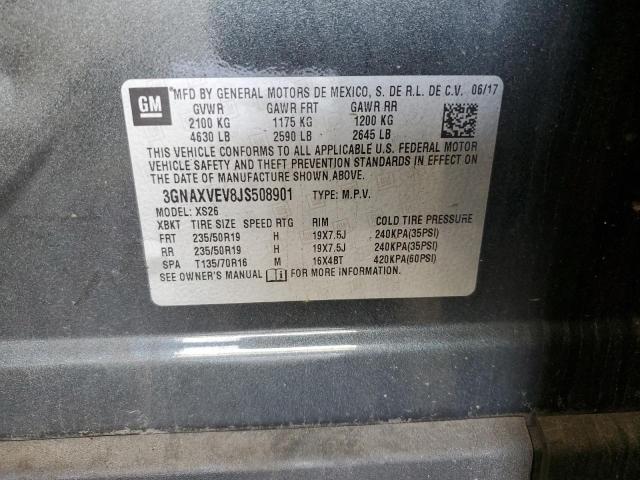 GM
MFD BY GENERAL MOTORS DE MEXICO, S. DE R.L. DE C.V. 06/17
GVWR GAWR FRT GAWR RR
2100 KG 1175 KG 1200 KG
4630 LB 2590 LB 2645 LB
THIS VEHICLE CONFORMS TO ALL APPLICABLE U.S. FEDERAL MOTOR
VEHICLE SAFETY AND THEFT PREVENTION STANDARDS IN EFFECT ON
THE DATE OF MANUFACTURE SHOWN ABOVE.
3GNAXVEV8JS508901 TYPE: M.P.V.
MODEL: XS26
XBKT TIRE SIZE SPEED RTG RIM COLD TIRE PRESSURE
FRT 235/50R19 H 19X7.5J 240KPA(35PSI)
RR 235/50R19 H 19X7.5J 240KPA(35PSI)
SPA T135/70R16 M 16X4BT 420KPA(60PSI)
SEE OWNER'S MANUAL FOR MORE INFORMATION.